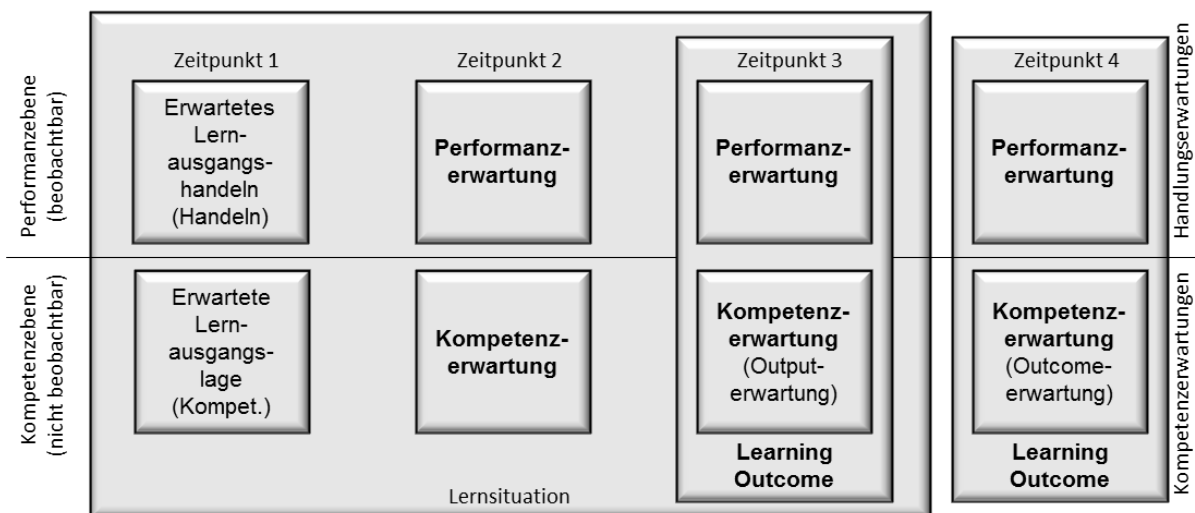 Zeitpunkt 1
Zeitpunkt 2
Zeitpunkt 3
Zeitpunkt 4
Performanzebene
(beobachtbar)
Erwartetes
Lern-
ausgangs-
handeln
(Handeln)
Performanz-
erwartung
Performanz-
erwartung
Performanz-
erwartung
Handlungserwartungen
Kompetenzebene
(nicht beobachtbar)
Erwartete
Lern-
ausgangs-
lage
(Kompet.)
Kompetenz-
erwartung
Kompetenz-
erwartung
(Output-
erwartung)
Learning
Outcome
Kompetenz-
erwartung
(Outcome-
erwartung)
Learning
Outcome
Kompetenzerwartungen
Lernsituation